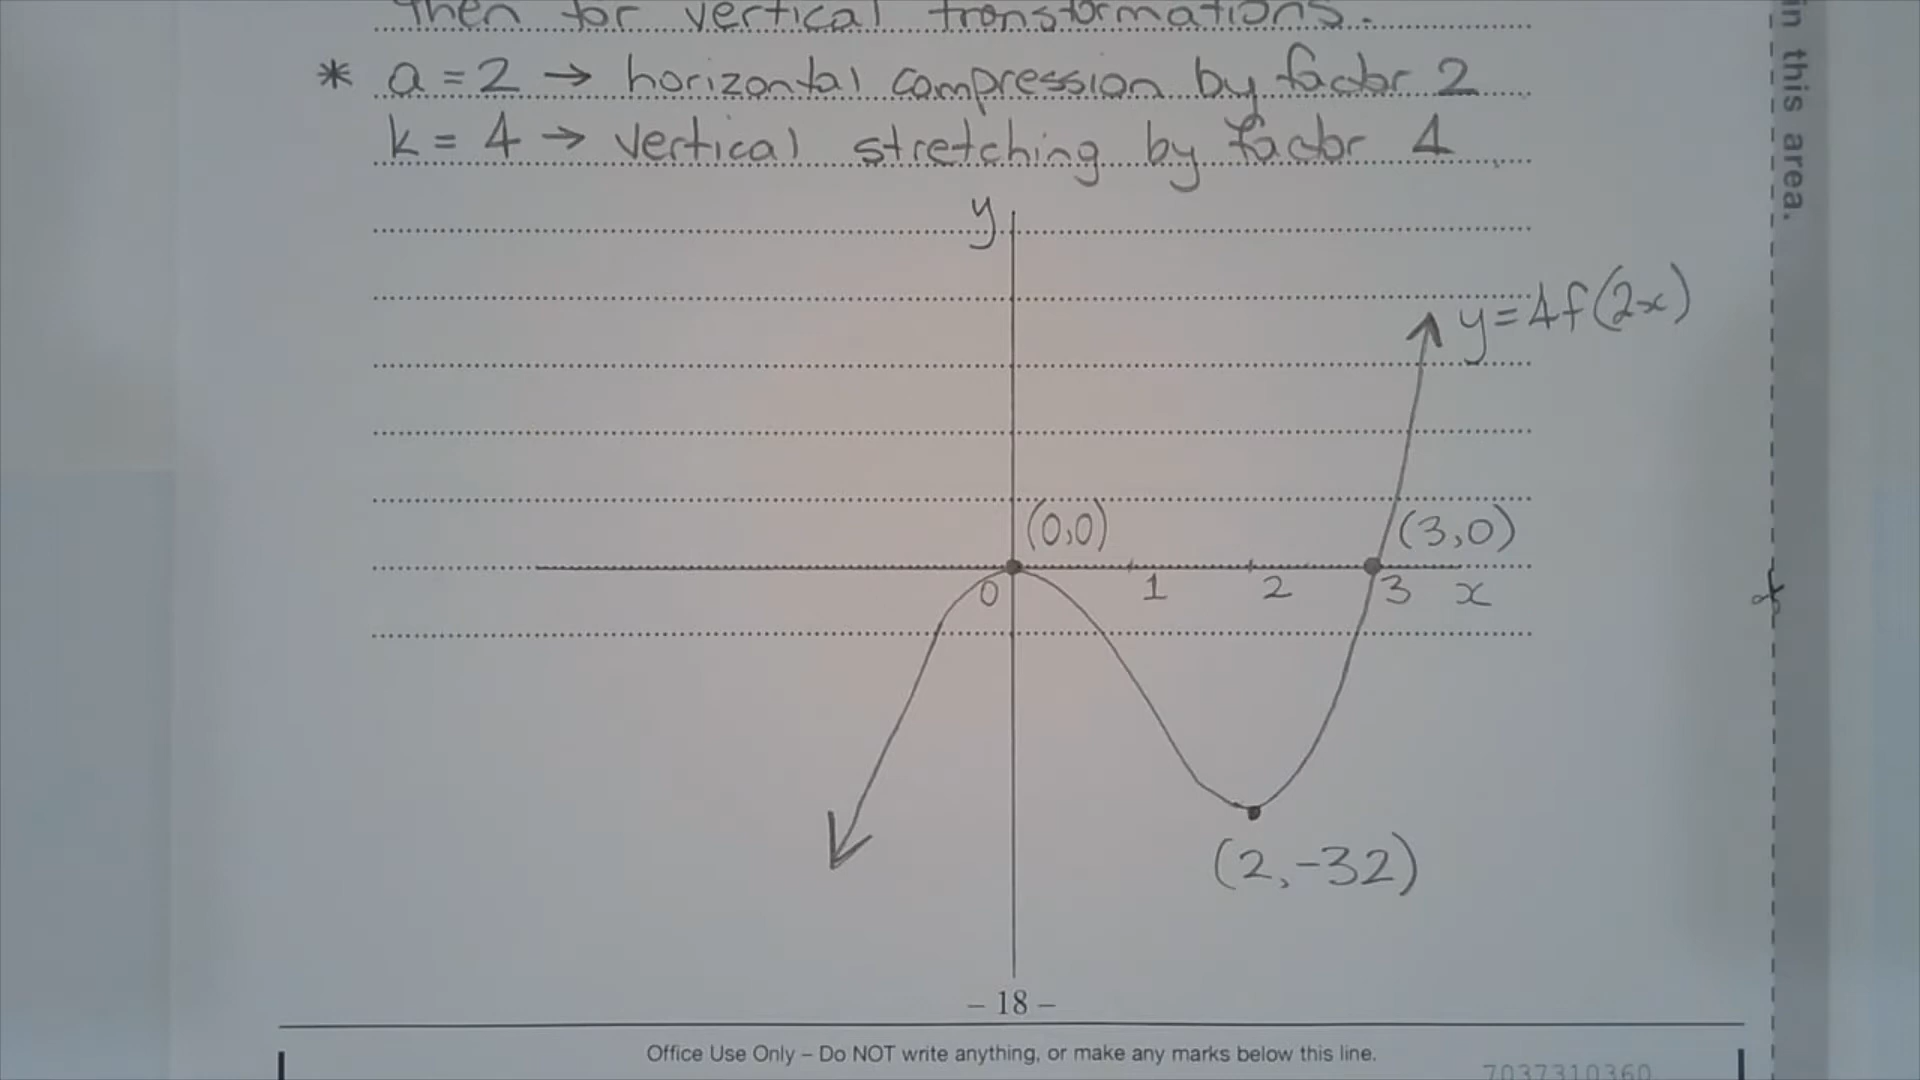 Then for vertical transformations.
* a = 2 → horizontal compression by factor 2
k = 4 → vertical stretching by factor 4
y
y = 4f(2x)
(0,0)
(3,0)
0 1 2 3 x
(2,-32)
– 18 –
Office Use Only – Do NOT write anything, or make any marks below this line.
7037310360
in this area.